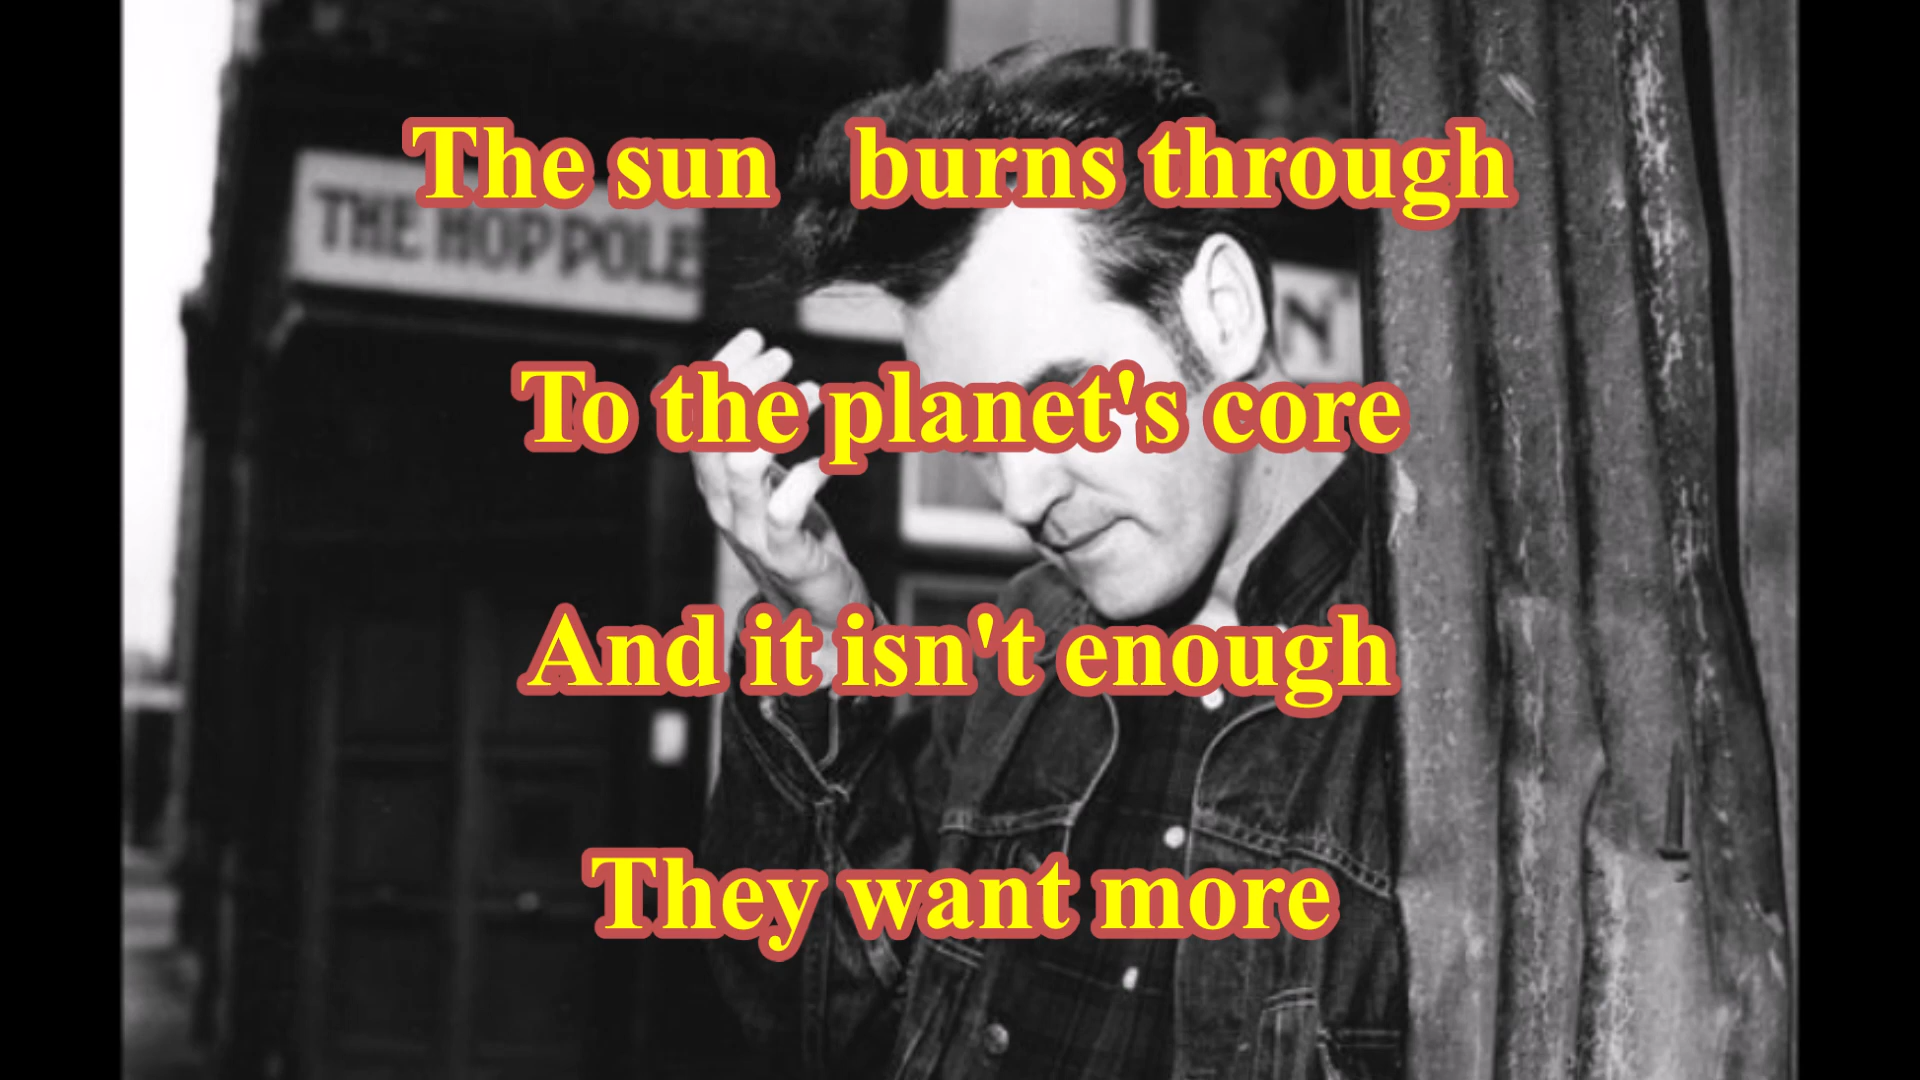 The sun burns through
THE HOP POLE
N
To the planet's core
And it isn't enough
They want more